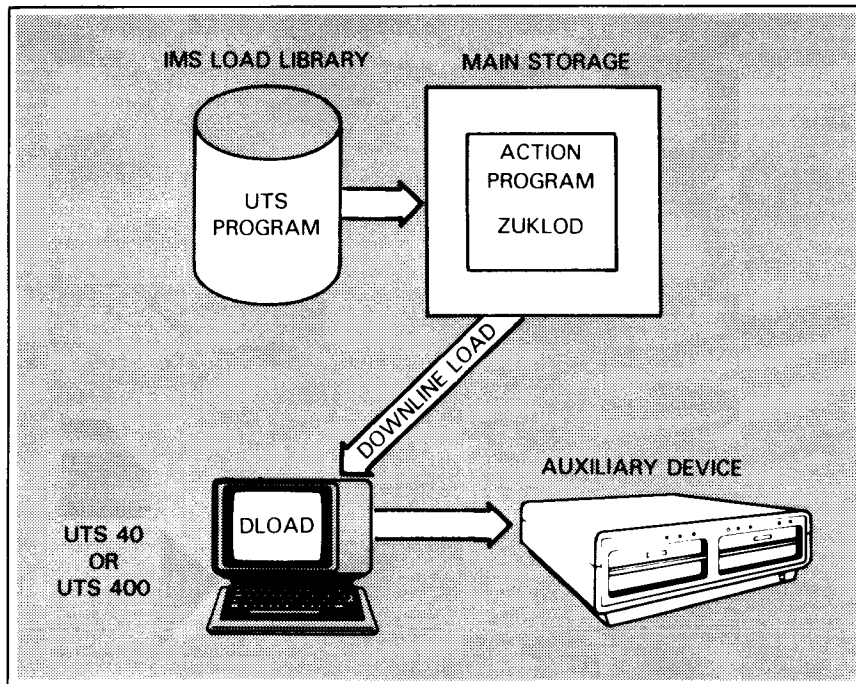 IMS LOAD LIBRARY
MAIN STORAGE
UTS
PROGRAM
ACTION
PROGRAM
ZUKLOD
DOWNLINE LOAD
UTS 40
OR
UTS 400
DLOAD
AUXILIARY DEVICE